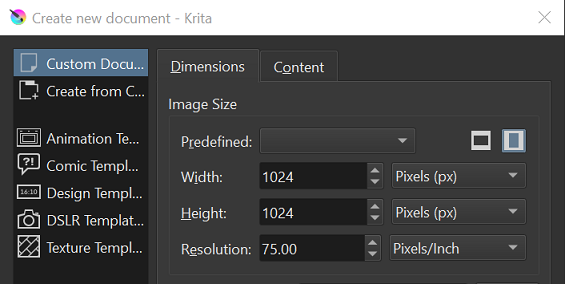 Create new document - Krita
Custom Docu...
Create from C...
Animation Te...
Comic Templ...
Design Templ...
DSLR Templat...
Texture Templ...
Dimensions
Content
Image Size
Predefined:
Width: 1024 Pixels (px)
Height: 1024 Pixels (px)
Resolution: 75.00 Pixels/Inch
?!
16:10